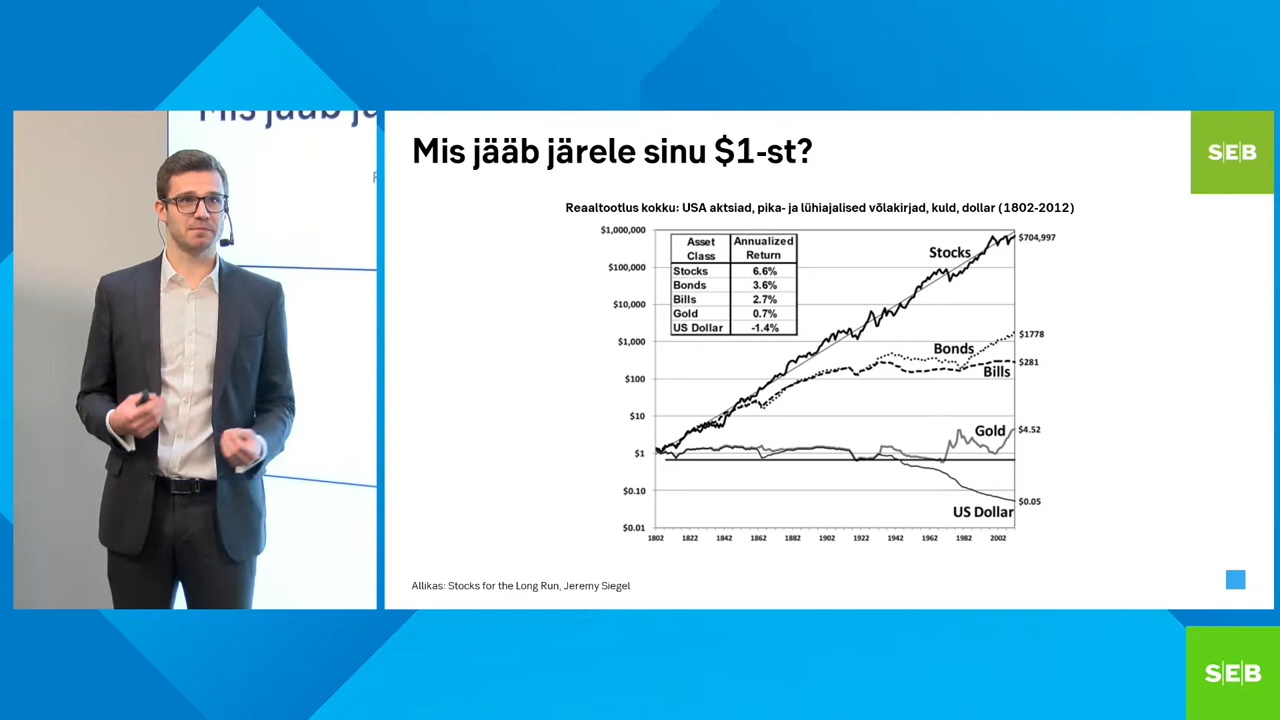 Mis jääb jä
F
Mis jääb järele sinu $1-st?
S|E|B
Reaaltootlus kokku: USA aktsiad, pika- ja lühiajalised võlakirjad, kuld, dollar (1802-2012)
Asset Class Annualized Return
Stocks 6.6%
Bonds 3.6%
Bills 2.7%
Gold 0.7%
US Dollar -1.4%
$1,000,000
$100,000
$10,000
$1,000
$100
$10
$1
$0.10
$0.01
Stocks
$704,997
Bonds
$1778
Bills
$281
Gold
$4.52
US Dollar
$0.05
1802 1822 1842 1862 1882 1902 1922 1942 1962 1982 2002
Allikas: Stocks for the Long Run, Jeremy Siegel
S|E|B